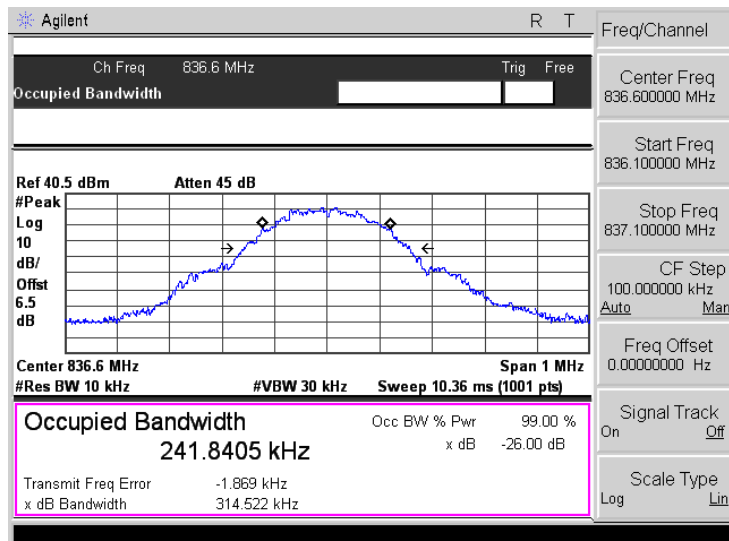 Agilent R T
Ch Freq 836.6 MHz Trig Free
Occupied Bandwidth
Ref 40.5 dBm Atten 45 dB
#Peak
Log
10
dB/
Offst
6.5
dB
Center 836.6 MHz Span 1 MHz
#Res BW 10 kHz #VBW 30 kHz Sweep 10.36 ms (1001 pts)
Occupied Bandwidth
241.8405 kHz
Occ BW % Pwr 99.00 %
x dB -26.00 dB
Transmit Freq Error -1.869 kHz
x dB Bandwidth 314.522 kHz
Freq/Channel
Center Freq
836.600000 MHz
Start Freq
836.100000 MHz
Stop Freq
837.100000 MHz
CF Step
100.000000 kHz
Auto Man
Freq Offset
0.00000000 Hz
Signal Track
On Off
Scale Type
Log Lin